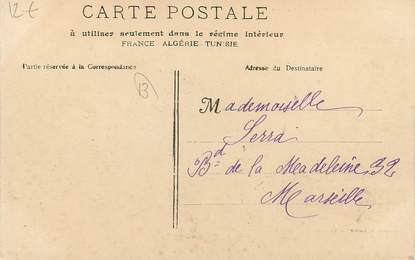 12€
CARTE POSTALE
à utiliser seulement dans le régime intérieur
FRANCE - ALGÉRIE - TUNISIE
Partie réservée à la Correspondance
Adresse du Destinataire
13
Mademoiselle
Serra
Bd de la Madeleine 32
Marseille